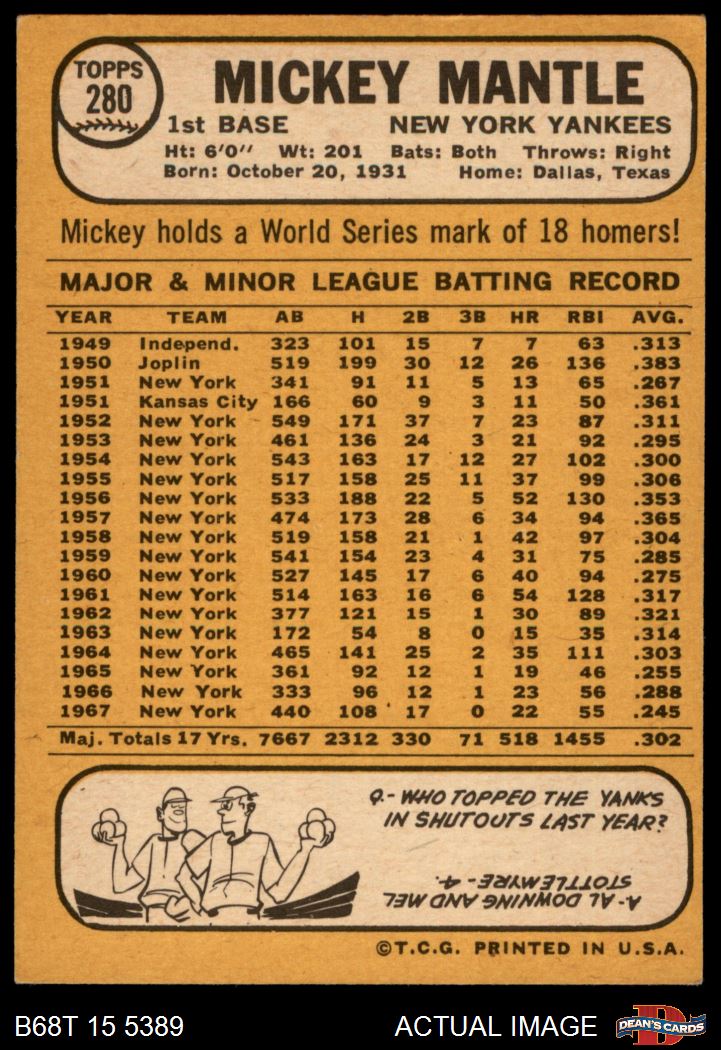 TOPPS
280
MICKEY MANTLE
1st BASE NEW YORK YANKEES
Ht: 6'0" Wt: 201 Bats: Both Throws: Right
Born: October 20, 1931 Home: Dallas, Texas
Mickey holds a World Series mark of 18 homers!
MAJOR & MINOR LEAGUE BATTING RECORD
YEAR TEAM AB H 2B 3B HR RBI AVG.
1949 Independ. 323 101 15 7 7 63 .313
1950 Joplin 519 199 30 12 26 136 .383
1951 New York 341 91 11 5 13 65 .267
1951 Kansas City 166 60 9 3 11 50 .361
1952 New York 549 171 37 7 23 87 .311
1953 New York 461 136 24 3 21 92 .295
1954 New York 543 163 17 12 27 102 .300
1955 New York 517 158 25 11 37 99 .306
1956 New York 533 188 22 5 52 130 .353
1957 New York 474 173 28 6 34 94 .365
1958 New York 519 158 21 1 42 97 .304
1959 New York 541 154 23 4 31 75 .285
1960 New York 527 145 17 6 40 94 .275
1961 New York 514 163 16 6 54 128 .317
1962 New York 377 121 15 1 30 89 .321
1963 New York 172 54 8 0 15 35 .314
1964 New York 465 141 25 2 35 111 .303
1965 New York 361 92 12 1 19 46 .255
1966 New York 333 96 12 1 23 56 .288
1967 New York 440 108 17 0 22 55 .245
Maj. Totals 17 Yrs. 7667 2312 330 71 518 1455 .302
Q.- WHO TOPPED THE YANKS
IN SHUTOUTS LAST YEAR?
A- AL DOWNING AND MEL
STOTTLEMYRE - 4.
©T.C.G. PRINTED IN U.S.A.
B68T 15 5389 ACTUAL IMAGE
D
DEAN'S CARDS